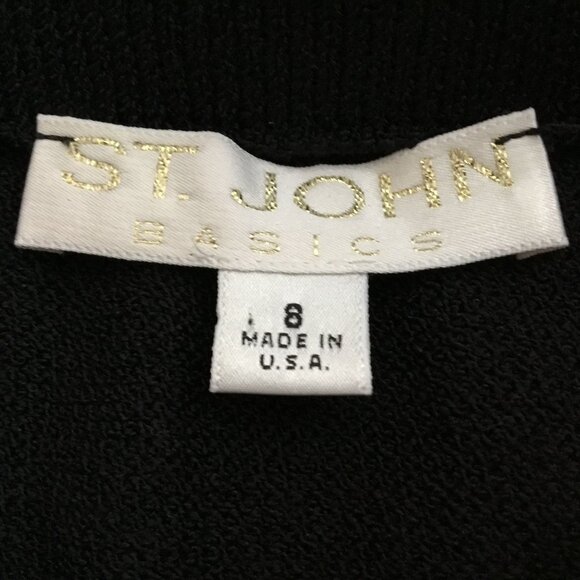 ST. JOHN
BASICS
8
MADE IN
U.S.A.